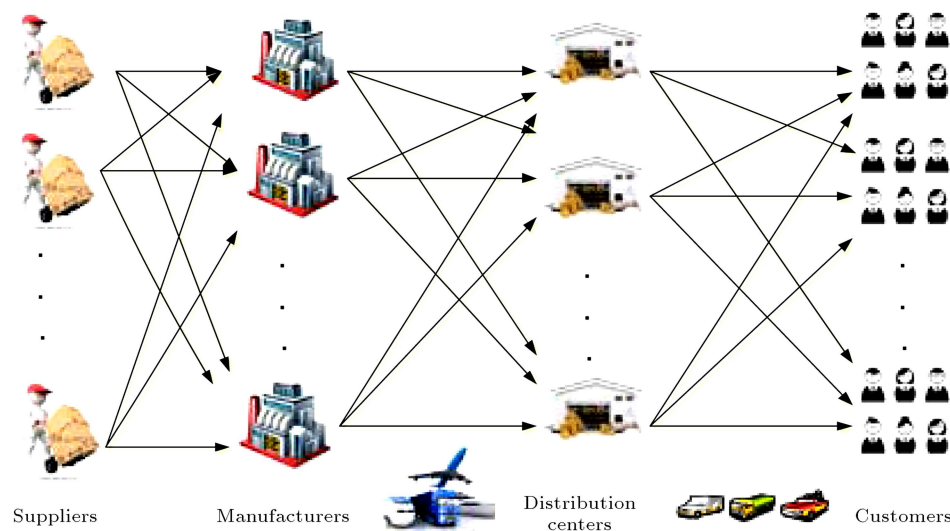 Suppliers
Manufacturers
Distribution
centers
Customers